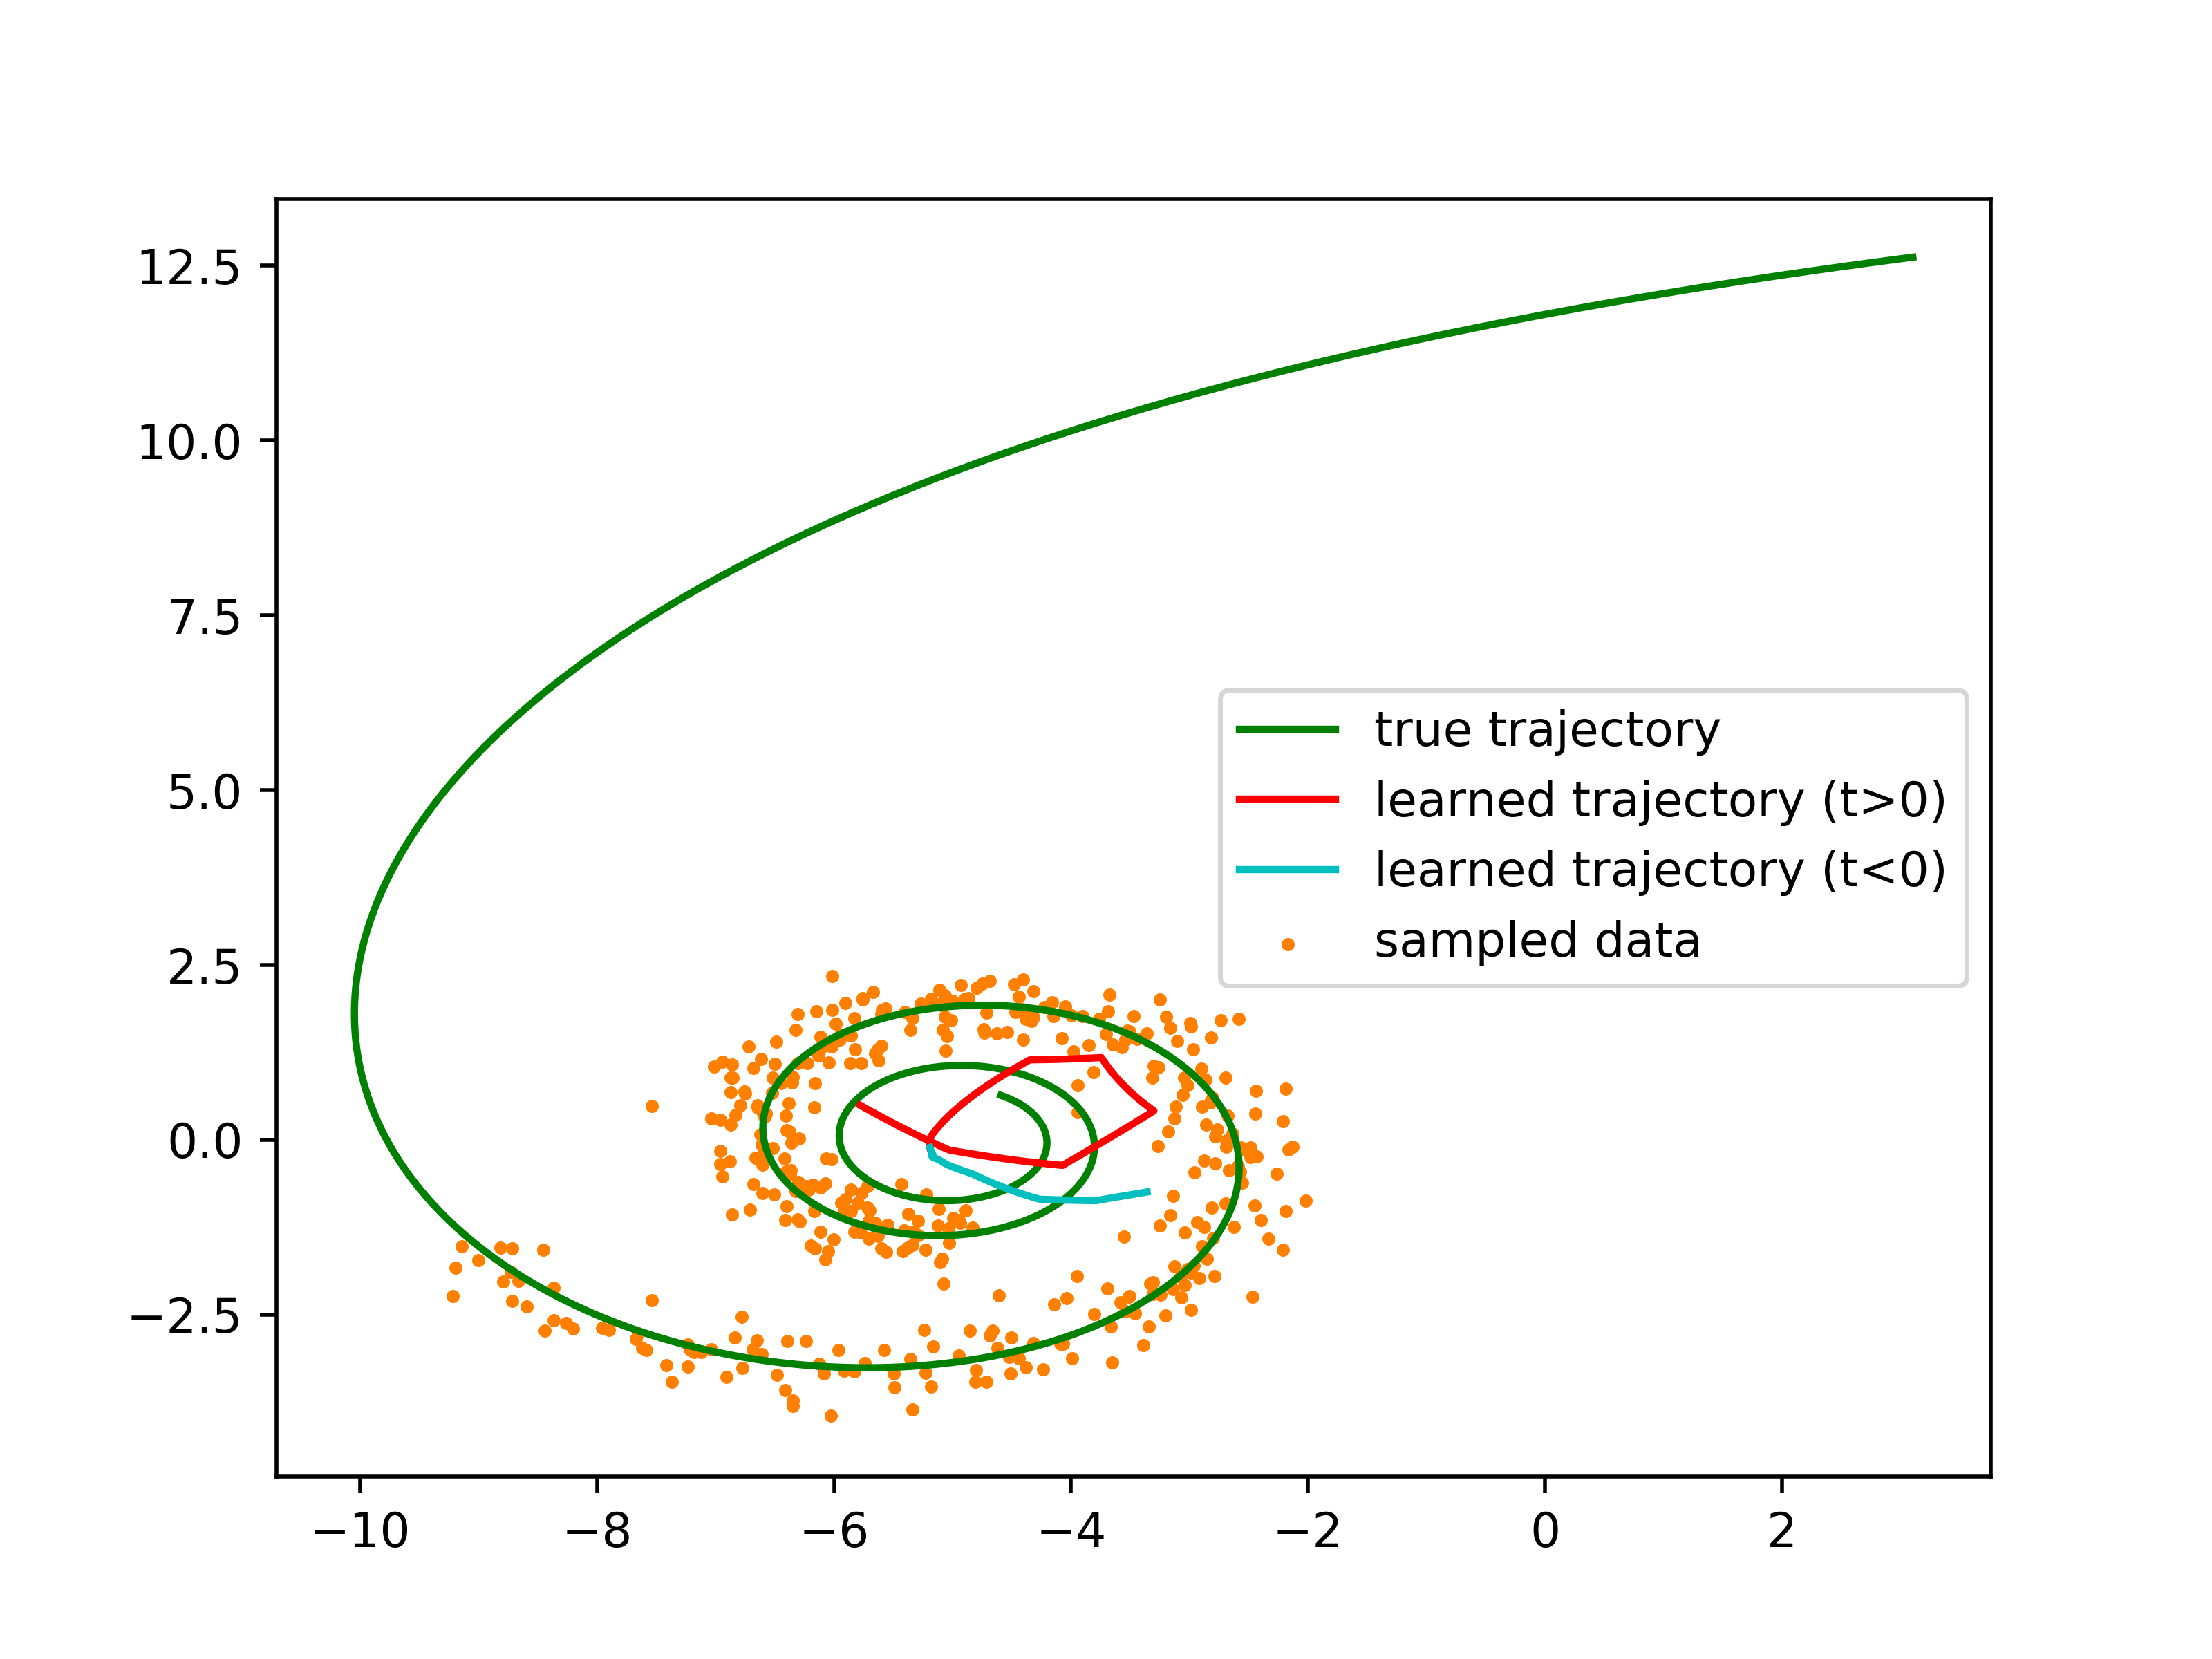 12.5
10.0
7.5
5.0
2.5
0.0
−2.5
−10 −8 −6 −4 −2 0 2
true trajectory
learned trajectory (t>0)
learned trajectory (t<0)
sampled data